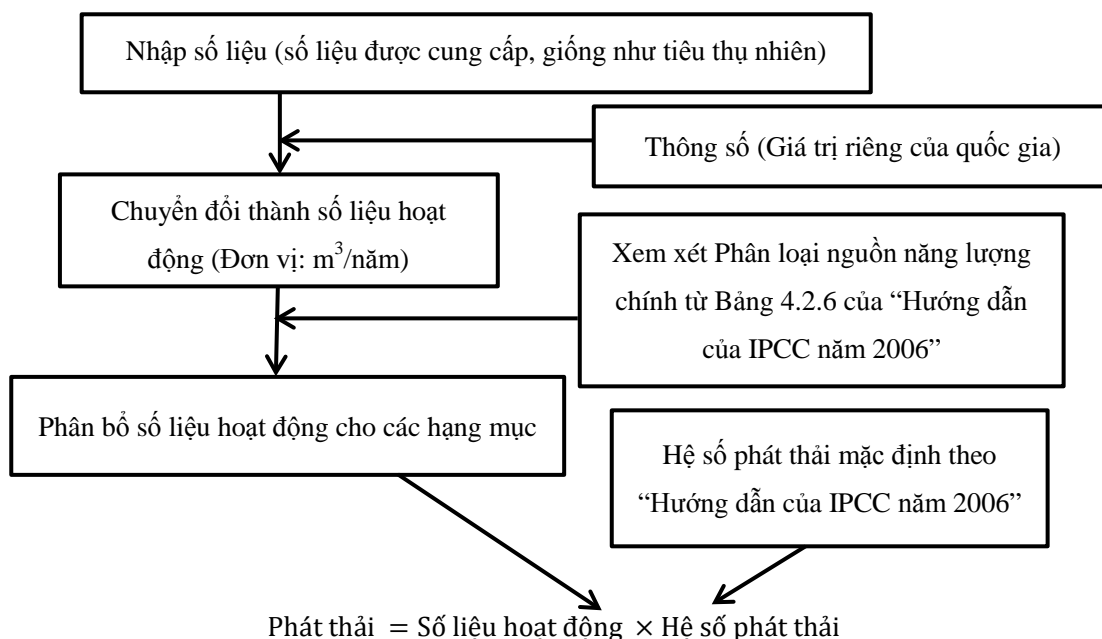 Nhập số liệu (số liệu được cung cấp, giống như tiêu thụ nhiên)
Thông số (Giá trị riêng của quốc gia)
Chuyển đổi thành số liệu hoạt
động (Đơn vị: m³/năm)
Xem xét Phân loại nguồn năng lượng
chính từ Bảng 4.2.6 của “Hướng dẫn
của IPCC năm 2006”
Phân bổ số liệu hoạt động cho các hạng mục
Hệ số phát thải mặc định theo
“Hướng dẫn của IPCC năm 2006”
Phát thải = Số liệu hoạt động × Hệ số phát thải